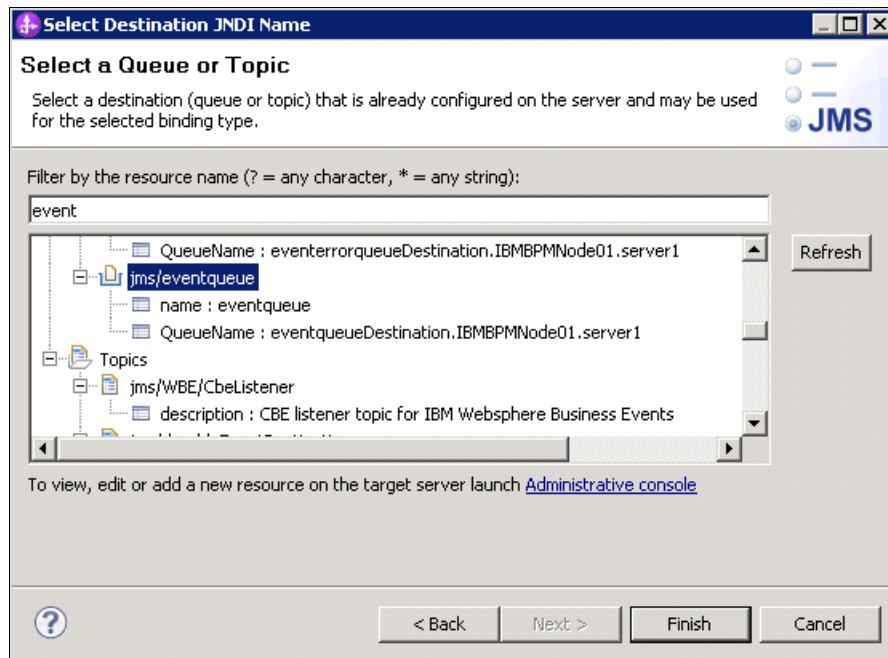 Select Destination JNDI Name
Select a Queue or Topic
Select a destination (queue or topic) that is already configured on the server and may be used
for the selected binding type.
JMS
Filter by the resource name (? = any character, * = any string):
event
Refresh
QueueName : eventerrorqueueDestination.IBMBPMNode01.server1
jms/eventqueue
name : eventqueue
QueueName : eventqueueDestination.IBMBPMNode01.server1
Topics
jms/WBE/CbeListener
description : CBE listener topic for IBM Websphere Business Events
To view, edit or add a new resource on the target server launch Administrative console
? < Back Next > Finish Cancel